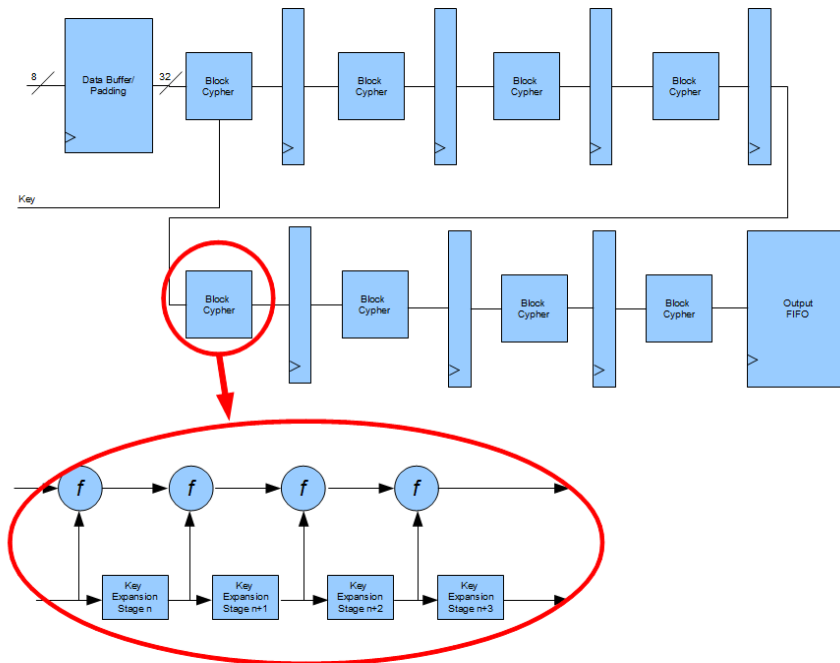 8
Data Buffer/
Padding
32
Block
Cypher
Block
Cypher
Block
Cypher
Block
Cypher
Key
Block
Cypher
Block
Cypher
Block
Cypher
Block
Cypher
Output
FIFO
f
f
f
f
Key
Expansion
Stage n
Key
Expansion
Stage n+1
Key
Expansion
Stage n+2
Key
Expansion
Stage n+3